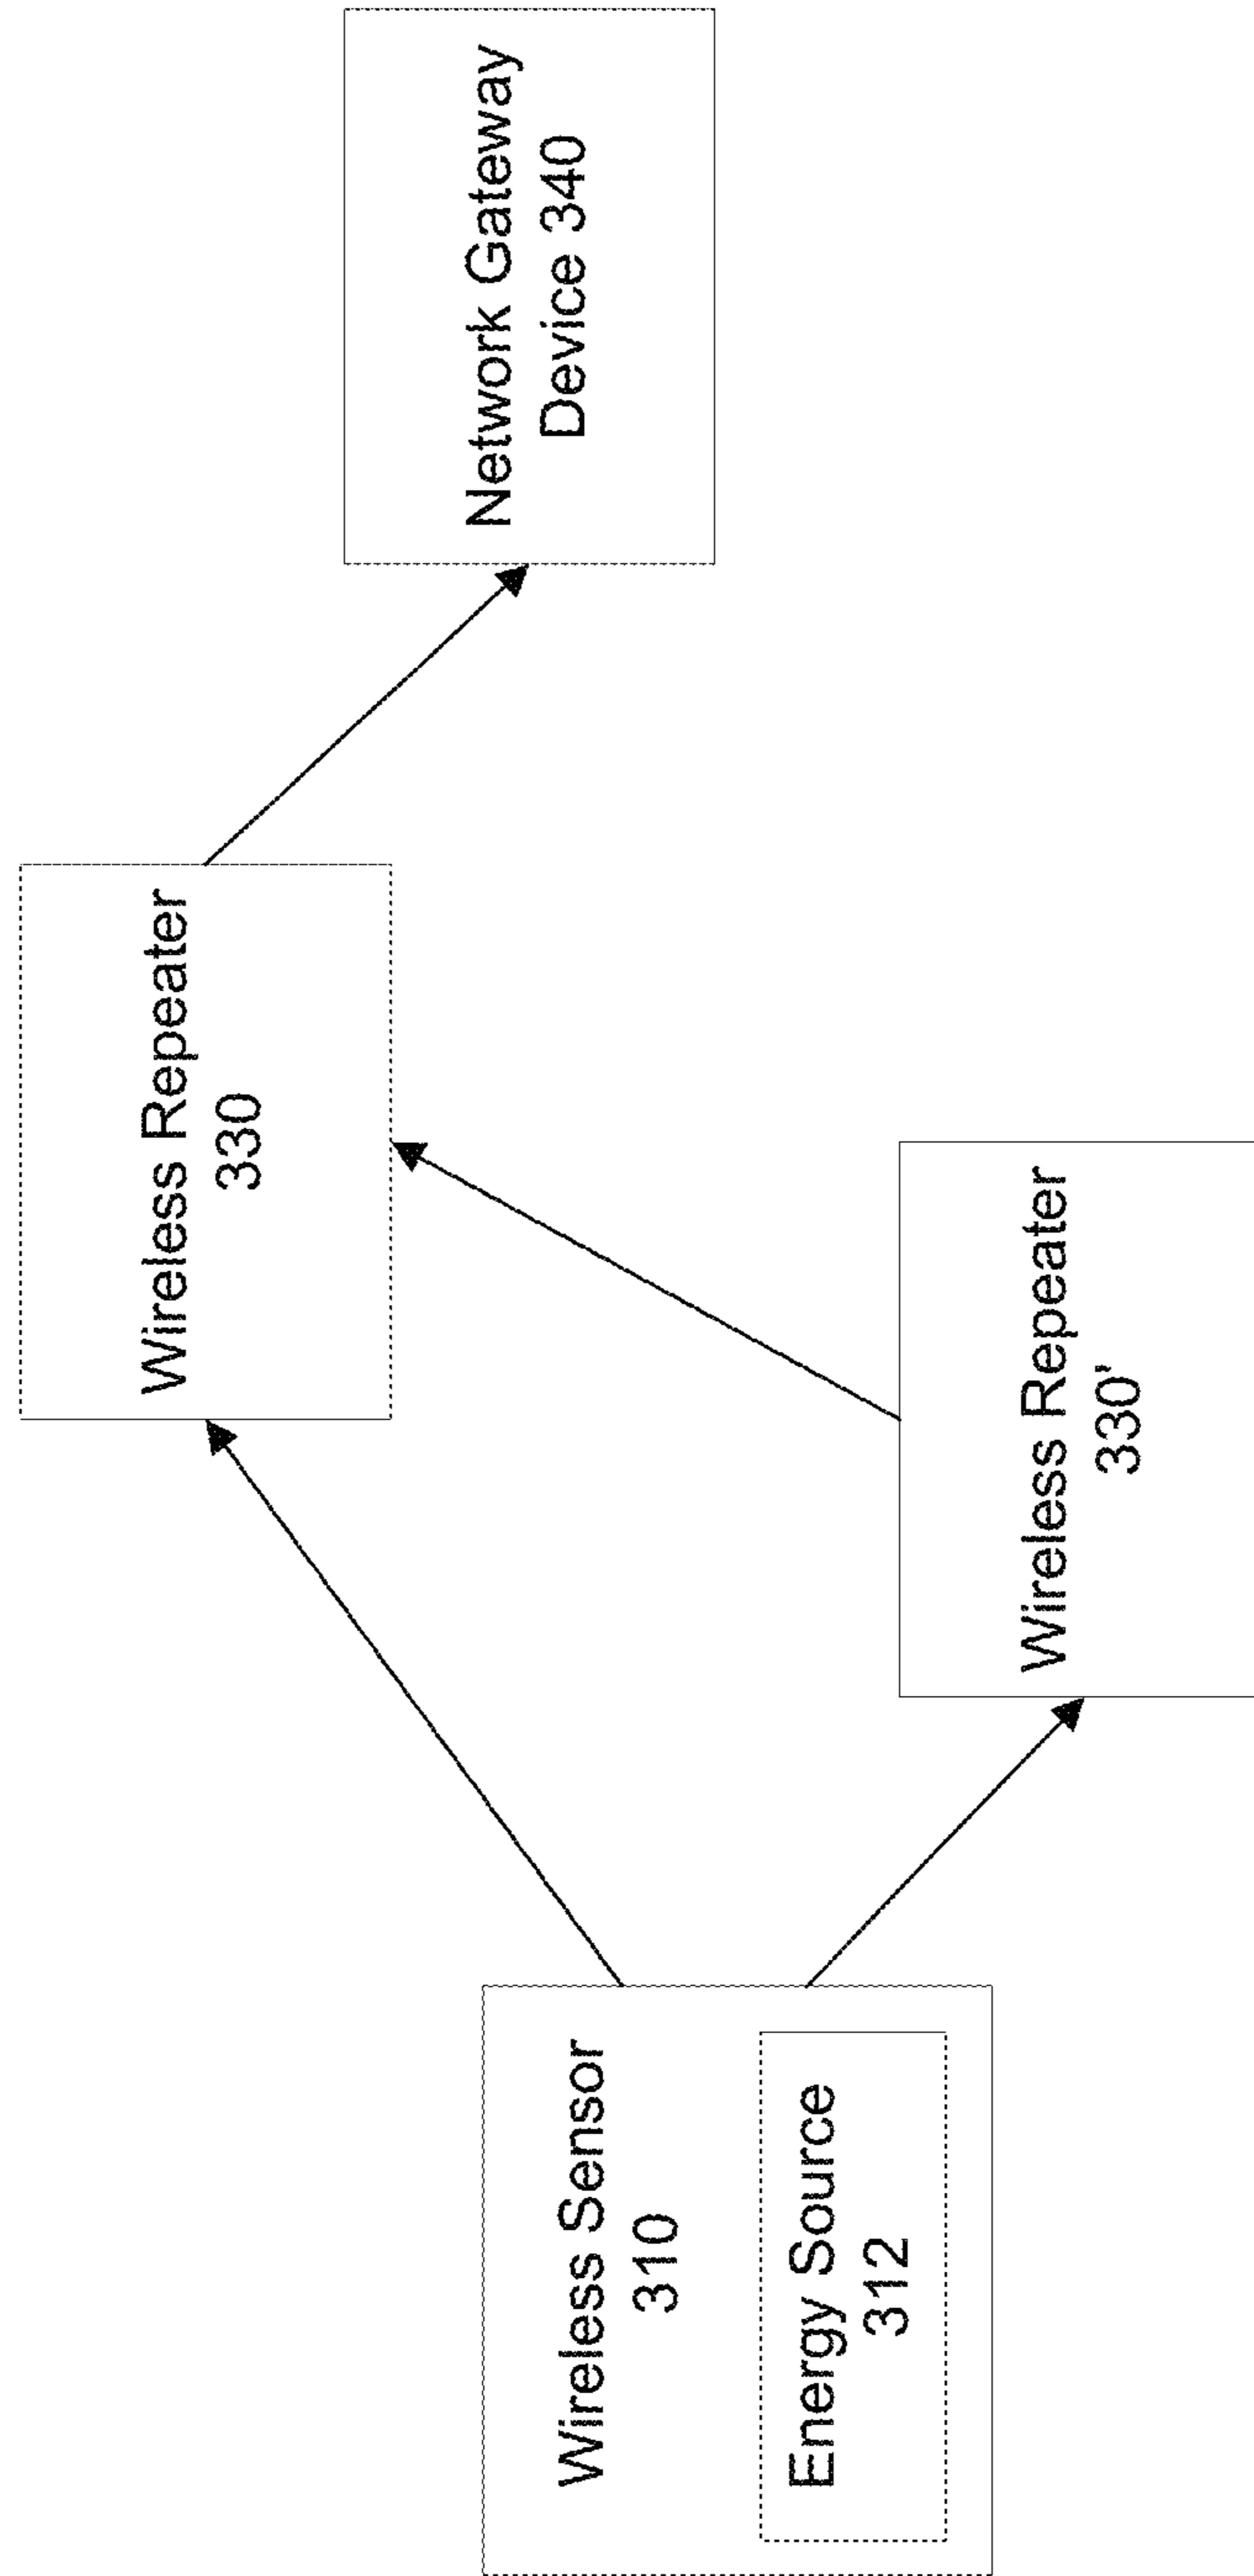 Wireless Sensor
310
Energy Source
312
Wireless Repeater
330
Wireless Repeater
330'
Network Gateway
Device 340